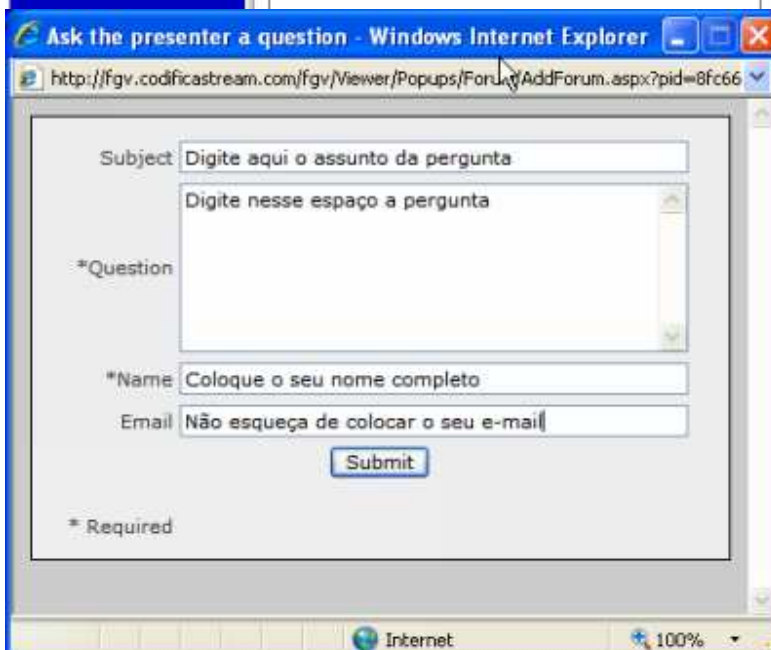 Ask the presenter a question - Windows Internet Explorer
http://fgv.codificastream.com/fgv/Viewer/Popups/Forum/AddForum.aspx?pid=8fc66
Subject Digite aqui o assunto da pergunta
Digite nesse espaço a pergunta
*Question
*Name Coloque o seu nome completo
Email Não esqueça de colocar o seu e-mail
Submit
* Required
Internet 100%